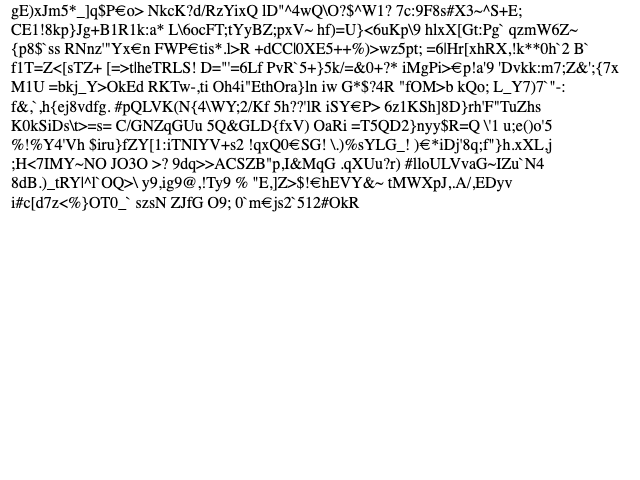 gE)xJm5*_]q$P€o> NkcK?d/RzYixQ lD"^4wQ\O?$^W1? 7c:9F8s#X3~^S+E;
CE1!8kp}Jg+B1R1k:a* L\6ocFT;tYyBZ;pxV~ hf)=U}<6uKp\9 hlxX[Gt:Pg` qzmW6Z~
{p8$`ss RNnz'"Yx€n FWP€tis*.l>R +dCC|0XE5++%)>wz5pt; =6|Hr[xhRX,!k**0h`2 B`
f1T=Z<[sTZ+ [=>t|heTRLS! D="'=6Lf PvR`5+}5k/=&0+?* iMgPi>€p!a'9 'Dvkk:m7;Z&';{7x
M1U =bkj_Y>OkEd RKTw-,ti Oh4i"EthOra}ln iw G*$?4R "fOM>b kQo; L_Y7)7`"-:
f&,`,h{ej8vdfg. #pQLVK(N{4\WY;2/Kf 5h??'lR iSY€P> 6z1KSh]8D}rh'F"TuZhs
K0kSiDs\t>=s= C/GNZqGUu 5Q&GLD{fxV) OaRi =T5QD2}nyy$R=Q \'1 u;e()o'5
%!%Y4'Vh $iru}fZY[1:iTNIYV+s2 !qxQ0€SG! \.)%sYLG_! )€*iDj'8q;f"}h.xXL,j
;H</IMY~NO JO3O >? 9dq>>ACSZB"p,I&MqG .qXUu?r) #lloULVvaG~IZu`N4
8dB.)_tRY|^l`OQ>\ y9,ig9@,!Ty9 % "E,]Z>$!€hEVY&~ tMWXpJ,.A/,EDyv
i#c[d7z<%}OT0_` szsN ZJfG O9; 0`m€js2`512#OkR